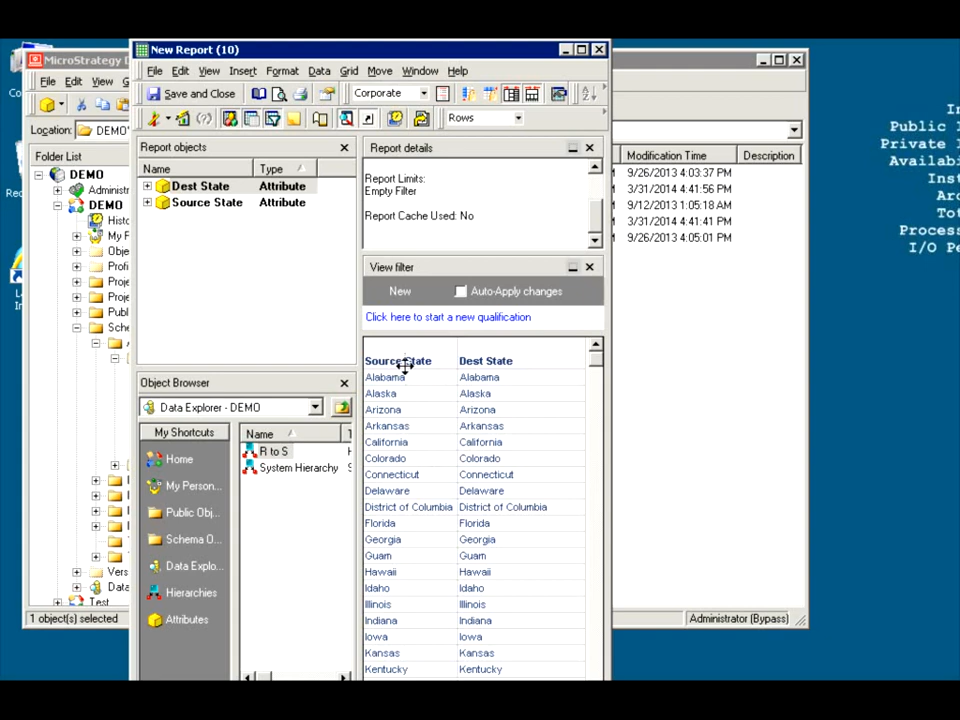 New Report (10)
MicroStrategy D
File Edit View Insert Format Data Grid Move Window Help
File Edit View
Save and Close
Corporate
Rows
Location: DEMO
Folder List
DEMO
Administr
DEMO
Histo
My F
Obje
Profi
Proje
Proje
Publ
Sche
Vers
Data
Test
1 object(s) selected
Report objects
Name Type
Dest State Attribute
Source State Attribute
Object Browser
Data Explorer - DEMO
My Shortcuts
Home
My Person...
Public Obj...
Schema O...
Data Explo...
Hierarchies
Attributes
Name T
R to S
System Hierarchy
Report details
Report Limits:
Empty Filter
Report Cache Used: No
View filter
New Auto-Apply changes
Click here to start a new qualification
Source State Dest State
Alabama Alabama
Alaska Alaska
Arizona Arizona
Arkansas Arkansas
California California
Colorado Colorado
Connecticut Connecticut
Delaware Delaware
District of Columbia District of Columbia
Florida Florida
Georgia Georgia
Guam Guam
Hawaii Hawaii
Idaho Idaho
Illinois Illinois
Indiana Indiana
Iowa Iowa
Kansas Kansas
Kentucky Kentucky
Modification Time Description
9/26/2013 4:03:37 PM
3/31/2014 4:41:56 PM
9/12/2013 1:05:18 AM
3/31/2014 4:41:41 PM
9/26/2013 4:05:01 PM
Administrator (Bypass)
In
Public I
Private I
Availab
Inst
Arc
Tot
Process
I/O Pe